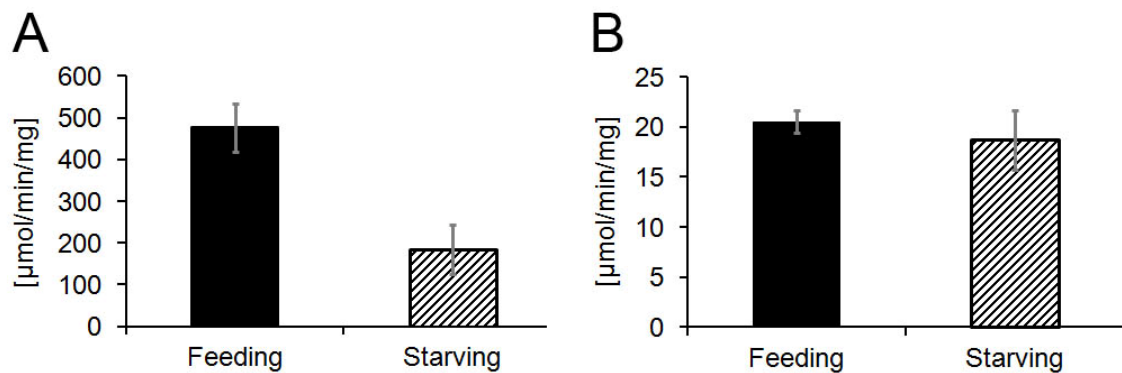 A
[µmol/min/mg]
600
500
400
300
200
100
0
Feeding
Starving
B
[µmol/min/mg]
25
20
15
10
5
0
Feeding
Starving